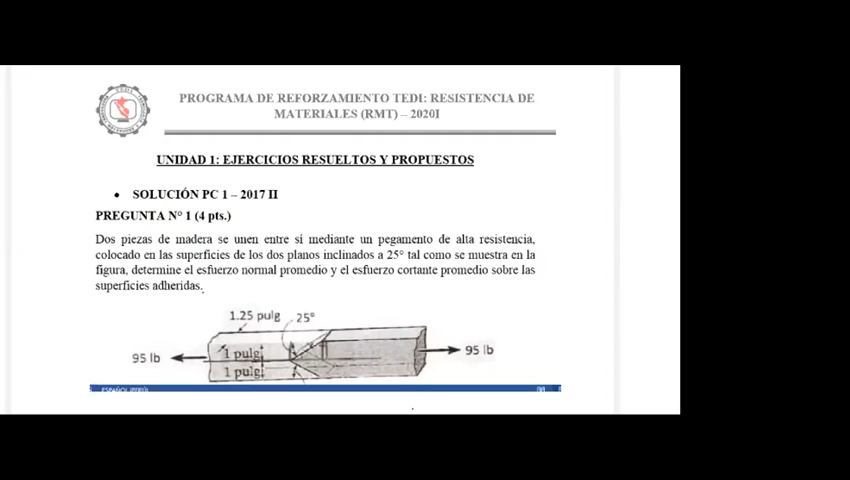 PROGRAMA DE REFORZAMIENTO TEDI: RESISTENCIA DE
MATERIALES (RMT) – 2020I
UNIDAD 1: EJERCICIOS RESUELTOS Y PROPUESTOS
• SOLUCIÓN PC 1 – 2017 II
PREGUNTA N° 1 (4 pts.)
Dos piezas de madera se unen entre sí mediante un pegamento de alta resistencia,
colocado en las superficies de los dos planos inclinados a 25° tal como se muestra en la
figura, determine el esfuerzo normal promedio y el esfuerzo cortante promedio sobre las
superficies adheridas.
1.25 pulg 25°
95 lb 1 pulg 95 lb
1 pulg
ESPAÑOL (PERÚ)